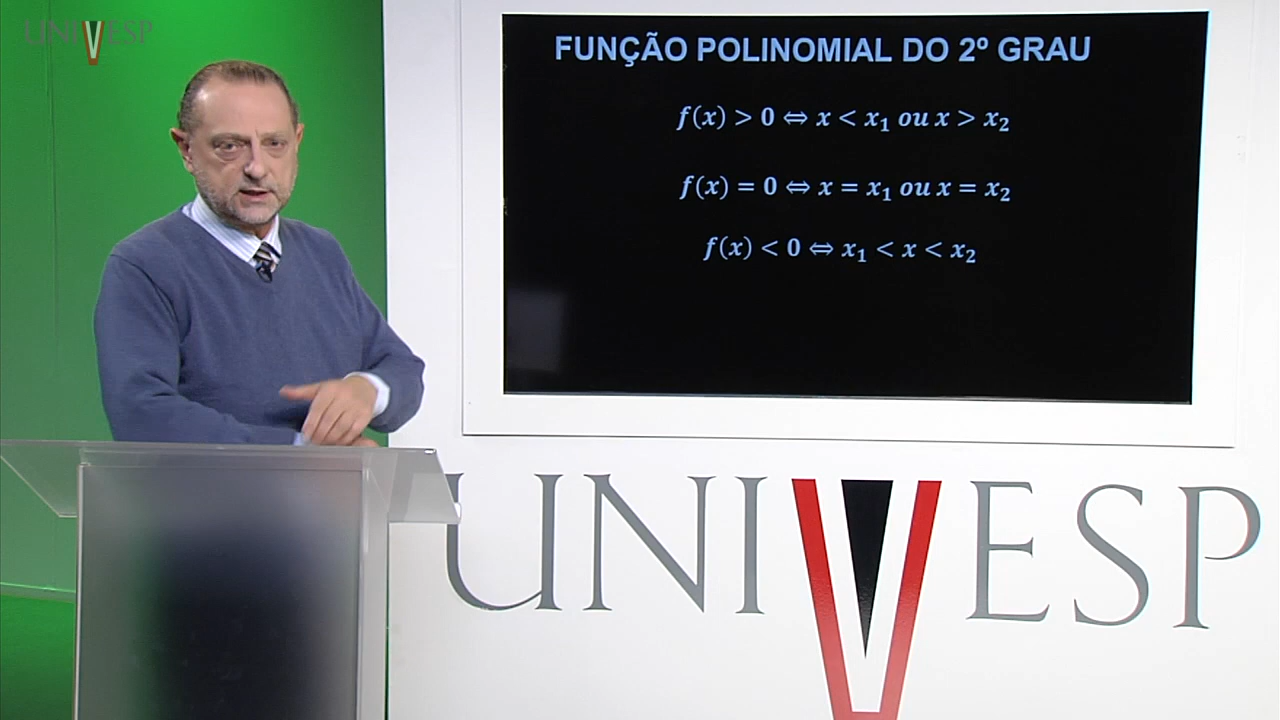 UNIVESP
FUNÇÃO POLINOMIAL DO 2º GRAU
f(x) > 0 ⇔ x < x₁ ou x > x₂
f(x) = 0 ⇔ x = x₁ ou x = x₂
f(x) < 0 ⇔ x₁ < x < x₂
UNIVESP